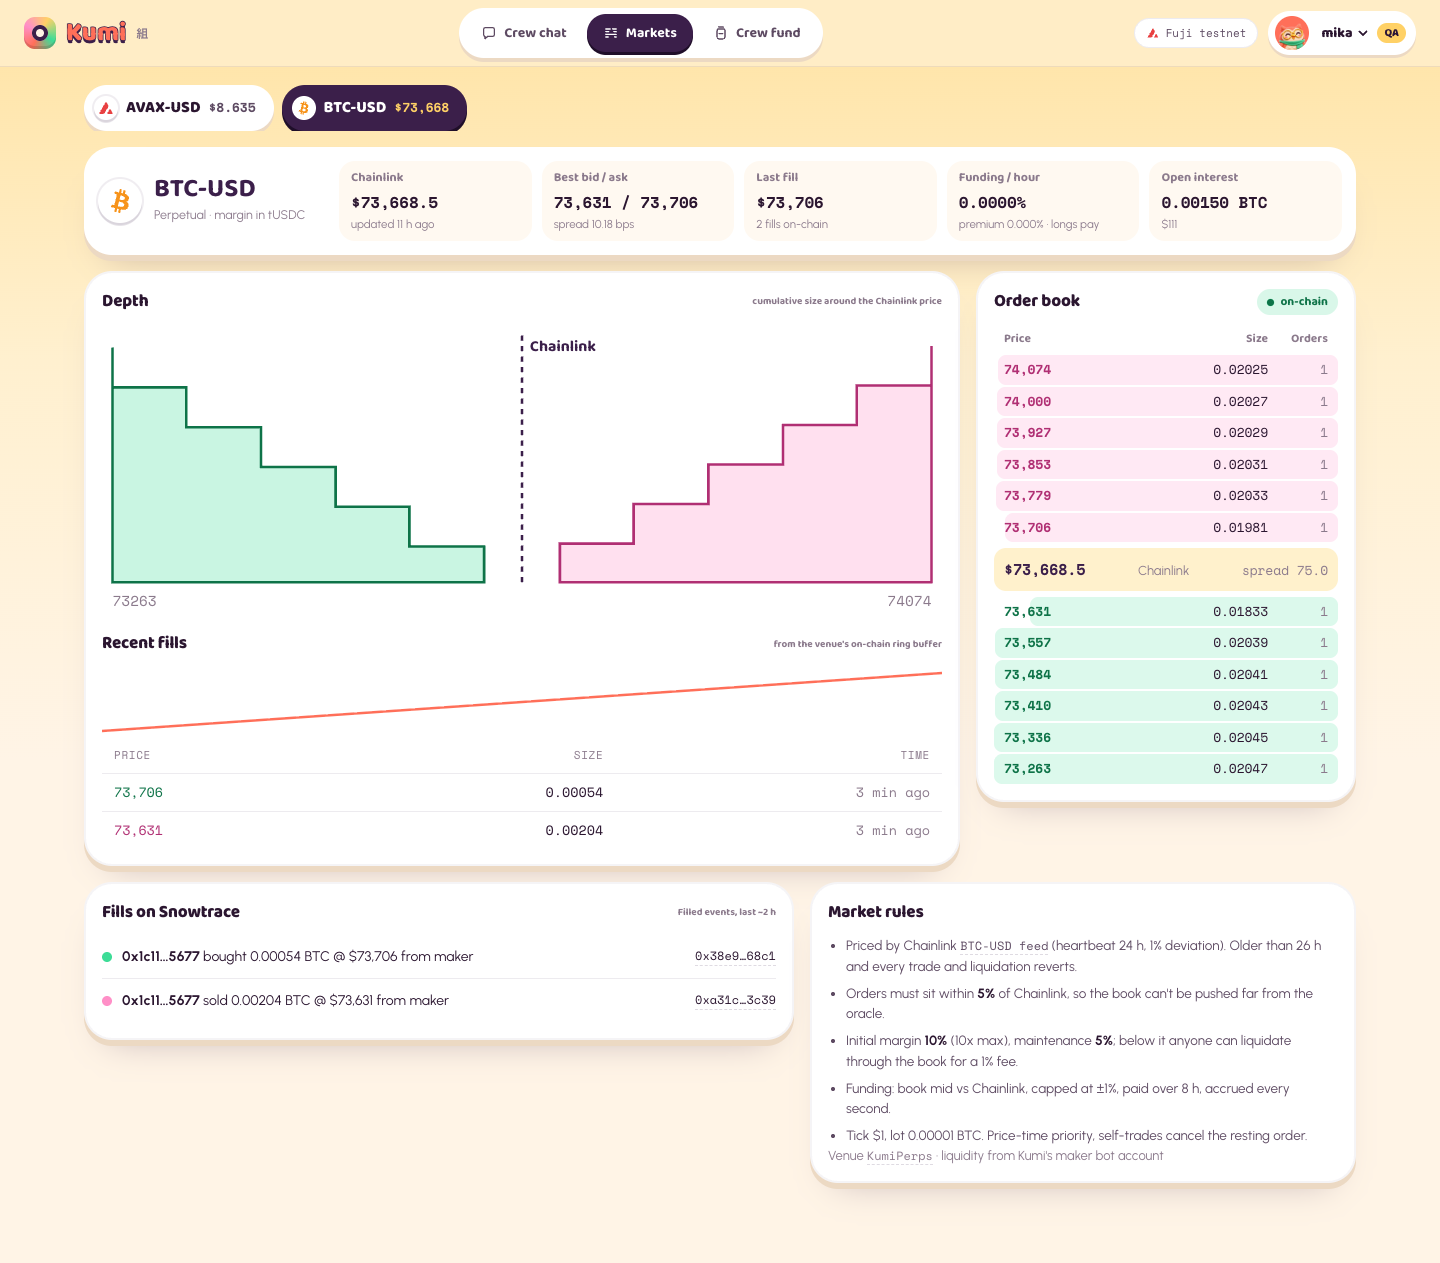 Kumi 組
Crew chat
Markets
Crew fund
Fuji testnet
mika
QA
AVAX-USD $8.635
BTC-USD $73,668
BTC-USD
Perpetual · margin in tUSDC
Chainlink
$73,668.5
updated 11 h ago
Best bid / ask
73,631 / 73,706
spread 10.18 bps
Last fill
$73,706
2 fills on-chain
Funding / hour
0.0000%
premium 0.000% · longs pay
Open interest
0.00150 BTC
$111
Depth
cumulative size around the Chainlink price
Chainlink
73263
74074
Recent fills
from the venue's on-chain ring buffer
PRICE SIZE TIME
73,706 0.00054 3 min ago
73,631 0.00204 3 min ago
Order book
on-chain
Price Size Orders
74,074 0.02025 1
74,000 0.02027 1
73,927 0.02029 1
73,853 0.02031 1
73,779 0.02033 1
73,706 0.01981 1
$73,668.5 Chainlink spread 75.0
73,631 0.01833 1
73,557 0.02039 1
73,484 0.02041 1
73,410 0.02043 1
73,336 0.02045 1
73,263 0.02047 1
Fills on Snowtrace
Filled events, last ~2 h
0x1c11…5677 bought 0.00054 BTC @ $73,706 from maker 0x38e9…68c1
0x1c11…5677 sold 0.00204 BTC @ $73,631 from maker 0xa31c…3c39
Market rules
• Priced by Chainlink BTC-USD feed (heartbeat 24 h, 1% deviation). Older than 26 h
and every trade and liquidation reverts.
• Orders must sit within 5% of Chainlink, so the book can't be pushed far from the
oracle.
• Initial margin 10% (10x max), maintenance 5%; below it anyone can liquidate
through the book for a 1% fee.
• Funding: book mid vs Chainlink, capped at ±1%, paid over 8 h, accrued every
second.
• Tick $1, lot 0.00001 BTC. Price-time priority, self-trades cancel the resting order.
Venue KumiPerps · liquidity from Kumi's maker bot account